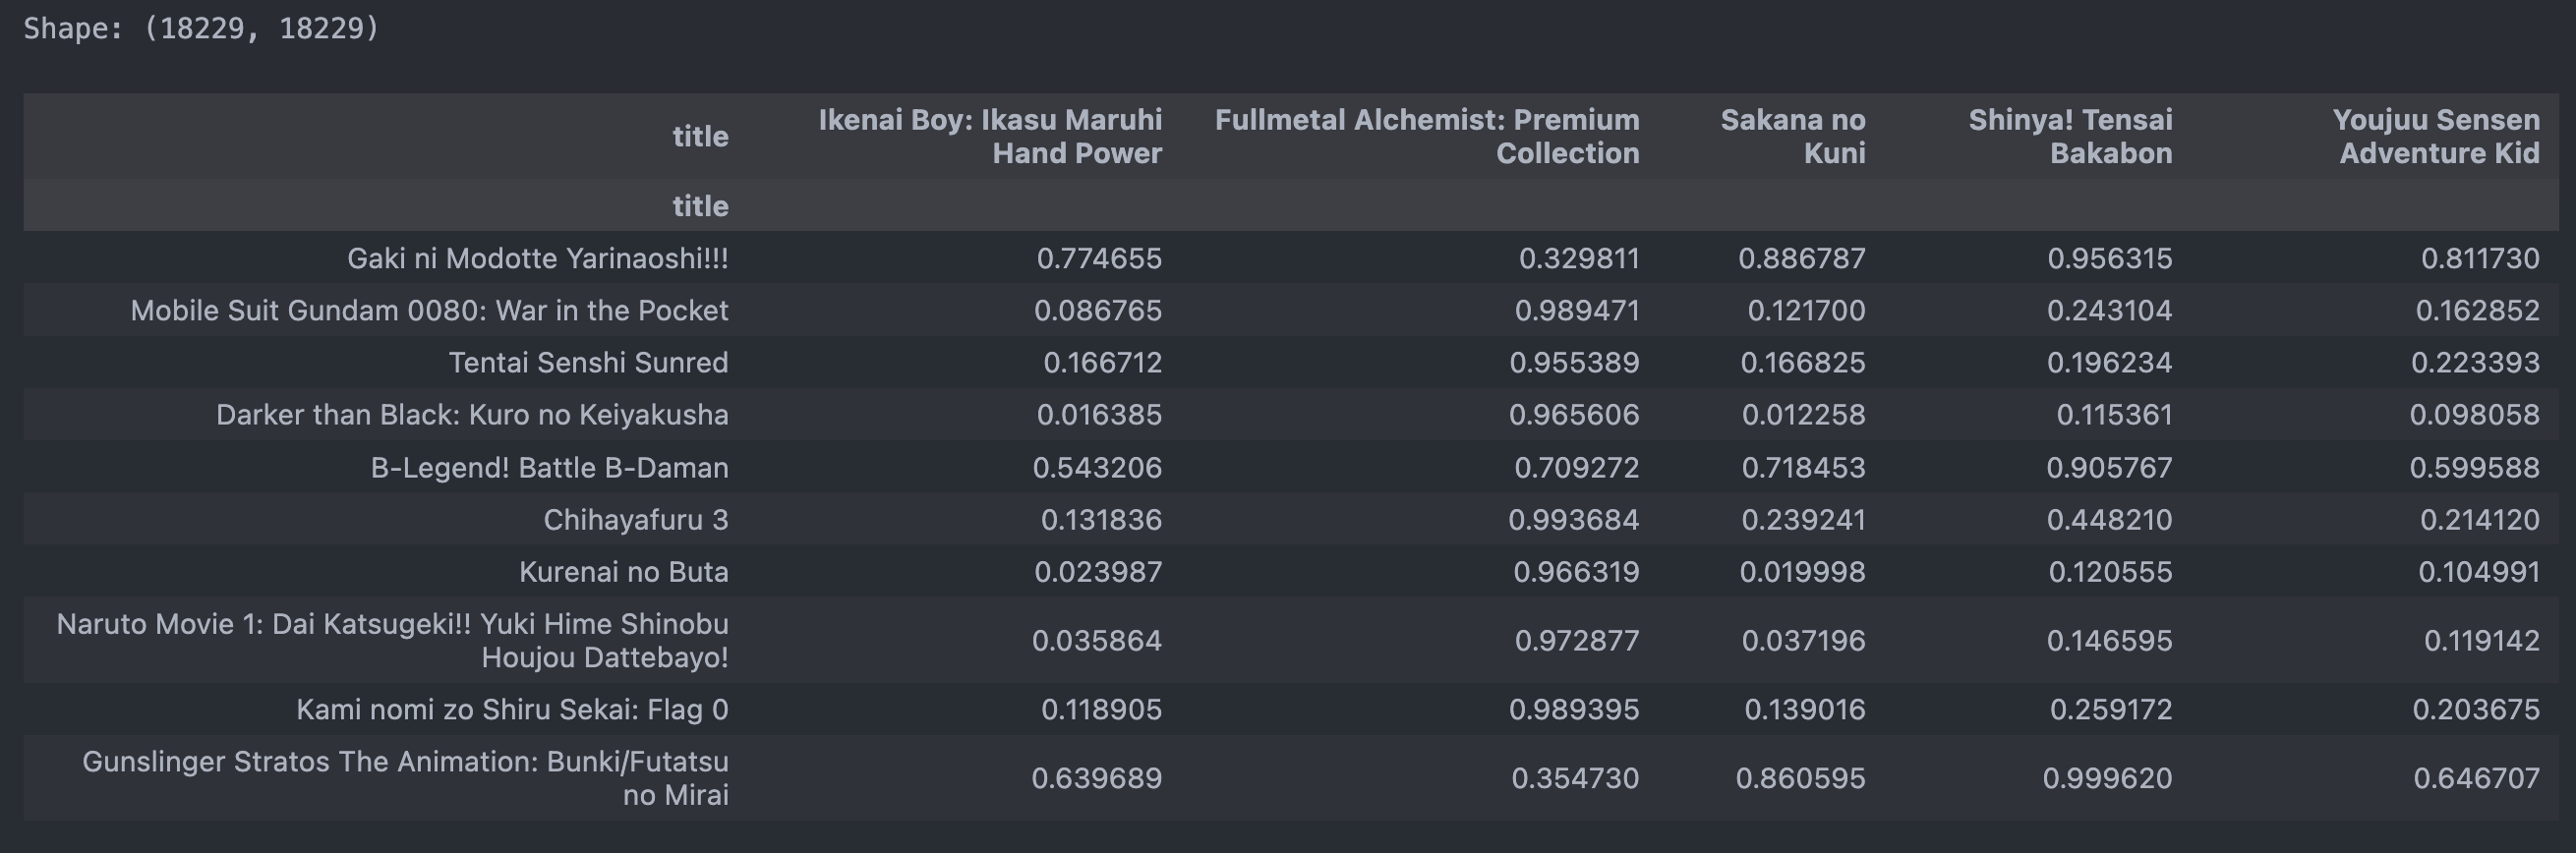 Shape: (18229, 18229)
title Ikenai Boy: Ikasu Maruhi Hand Power Fullmetal Alchemist: Premium Collection Sakana no Kuni Shinya! Tensai Bakabon Youjuu Sensen Adventure Kid
title
Gaki ni Modotte Yarinaoshi!!! 0.774655 0.329811 0.886787 0.956315 0.811730
Mobile Suit Gundam 0080: War in the Pocket 0.086765 0.989471 0.121700 0.243104 0.162852
Tentai Senshi Sunred 0.166712 0.955389 0.166825 0.196234 0.223393
Darker than Black: Kuro no Keiyakusha 0.016385 0.965606 0.012258 0.115361 0.098058
B-Legend! Battle B-Daman 0.543206 0.709272 0.718453 0.905767 0.599588
Chihayafuru 3 0.131836 0.993684 0.239241 0.448210 0.214120
Kurenai no Buta 0.023987 0.966319 0.019998 0.120555 0.104991
Naruto Movie 1: Dai Katsugeki!! Yuki Hime Shinobu
Houjou Dattebayo! 0.035864 0.972877 0.037196 0.146595 0.119142
Kami nomi zo Shiru Sekai: Flag 0 0.118905 0.989395 0.139016 0.259172 0.203675
Gunslinger Stratos The Animation: Bunki/Futatsu
no Mirai 0.639689 0.354730 0.860595 0.999620 0.646707